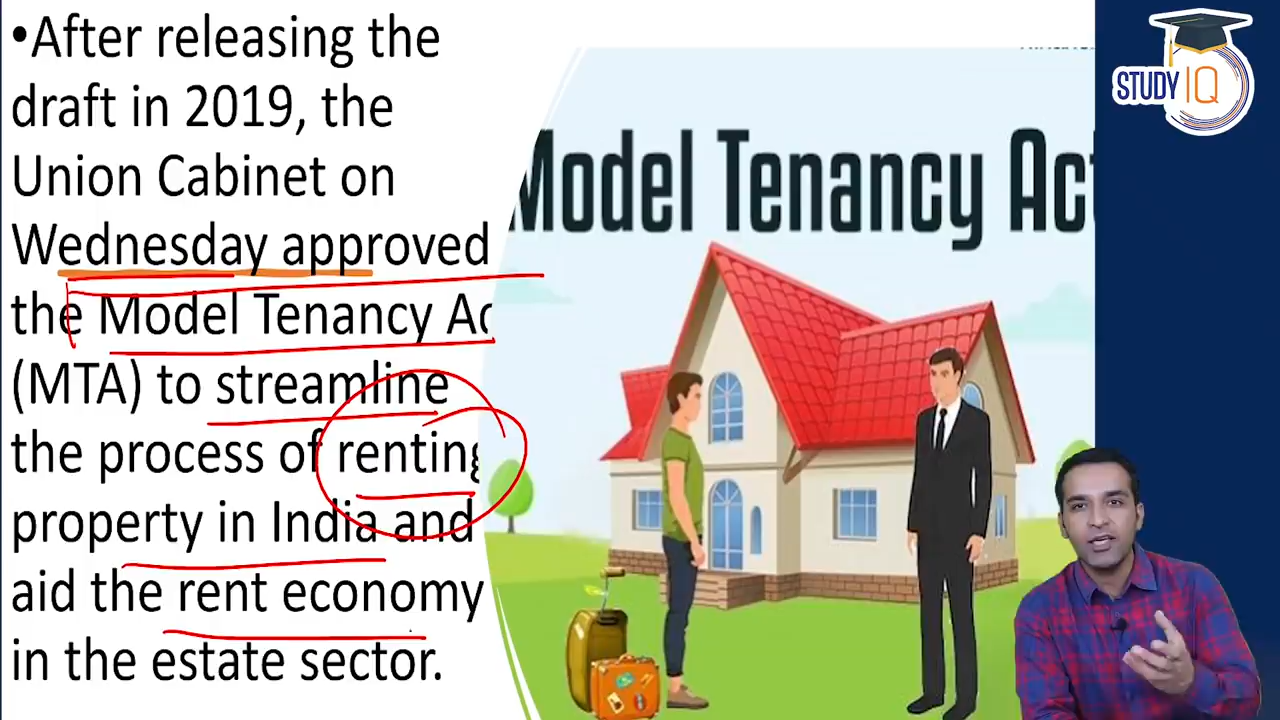 •After releasing the
draft in 2019, the
Union Cabinet on
Wednesday approved
the Model Tenancy Ac
(MTA) to streamline
the process of renting
property in India and
aid the rent economy
in the estate sector.
Model Tenancy Act
STUDY IQ